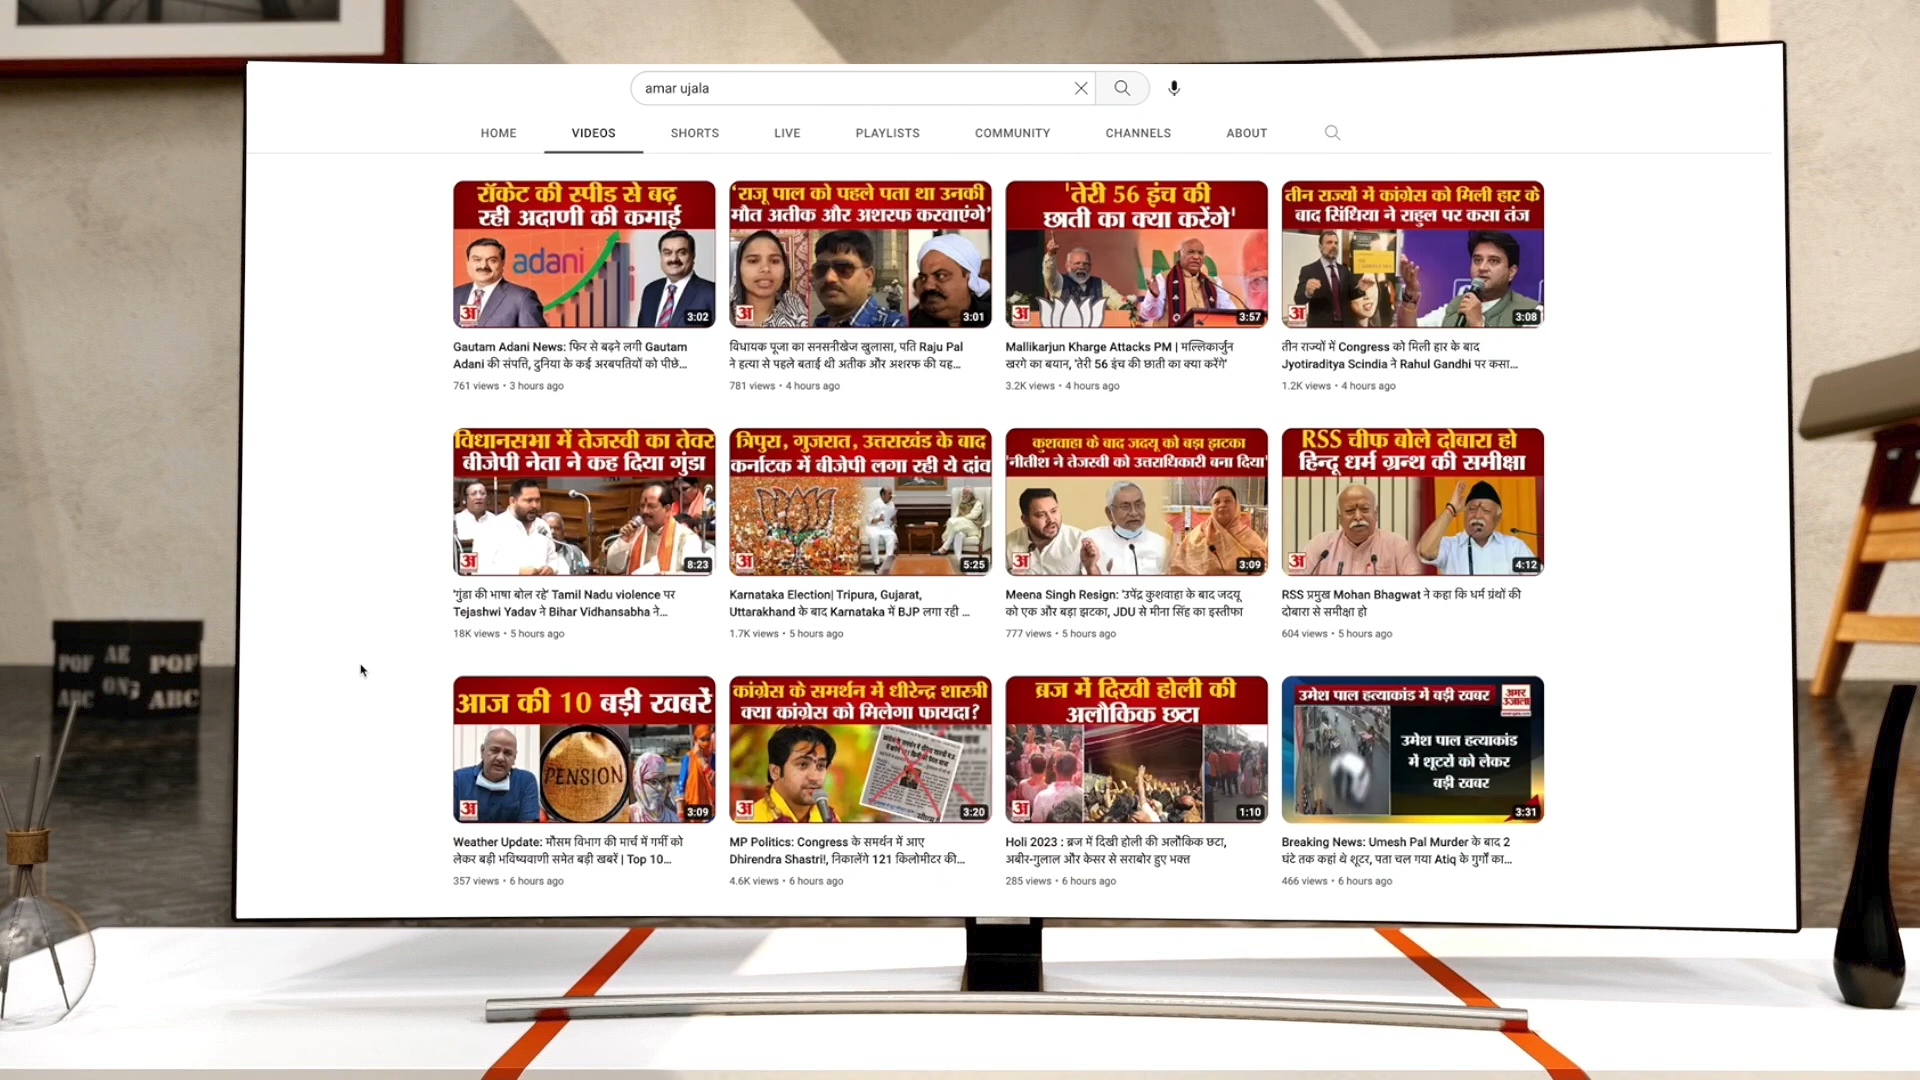 amar ujala
HOME VIDEOS SHORTS LIVE PLAYLISTS COMMUNITY CHANNELS ABOUT
रॉकेट की स्पीड से बढ़
रही अदाणी की कमाई
adani
3:02
Gautam Adani News: फिर से बढ़ने लगी Gautam
Adani की संपत्ति, दुनिया के कई अरबपतियों को पीछे...
761 views • 3 hours ago
'राजू पाल को पहले पता था उनकी
मौत अतीक और अशरफ करवाएंगे'
अ
3:01
विधायक पूजा का सनसनीखेज खुलासा, पति Raju Pal
ने हत्या से पहले बताई थी अतीक और अशरफ की यह...
781 views • 4 hours ago
'तेरी 56 इंच की
छाती का क्या करेंगे'
3:57
Mallikarjun Kharge Attacks PM | मल्लिकार्जुन
खरगे का बयान, 'तेरी 56 इंच की छाती का क्या करेंगे'
3.2K views • 4 hours ago
तीन राज्यों में कांग्रेस को मिली हार के
बाद सिंधिया ने राहुल पर कसा तंज
अ
3:08
तीन राज्यों में Congress को मिली हार के बाद
Jyotiraditya Scindia ने Rahul Gandhi पर कसा...
1.2K views • 4 hours ago
विधानसभा में तेजस्वी का तेवर
बीजेपी नेता ने कह दिया गुंडा
अ
8:23
'गुंडा की भाषा बोल रहे' Tamil Nadu violence पर
Tejashwi Yadav ने Bihar Vidhansabha ने...
18K views • 5 hours ago
त्रिपुरा, गुजरात, उत्तराखंड के बाद
कर्नाटक में बीजेपी लगा रही ये दांव
अ
5:25
Karnataka Election| Tripura, Gujarat,
Uttarakhand के बाद Karnataka में BJP लगा रही ...
1.7K views • 5 hours ago
कुशवाहा के बाद जदयू को बड़ा झटका
'नीतीश ने तेजस्वी को उत्तराधिकारी बना दिया'
अ
3:09
Meena Singh Resign: 'उपेंद्र कुशवाहा के बाद जदयू
को एक और बड़ा झटका, JDU से मीना सिंह का इस्तीफा
777 views • 5 hours ago
RSS चीफ बोले दोबारा हो
हिन्दू धर्म ग्रन्थ की समीक्षा
अ
4:12
RSS प्रमुख Mohan Bhagwat ने कहा कि धर्म ग्रंथों की
दोबारा से समीक्षा हो
604 views • 5 hours ago
आज की 10 बड़ी खबरें
PENSION
अ
3:09
Weather Update: मौसम विभाग की मार्च में गर्मी को
लेकर बड़ी भविष्यवाणी समेत बड़ी खबरें | Top 10...
357 views • 6 hours ago
कांग्रेस के समर्थन में धीरेन्द्र शास्त्री
क्या कांग्रेस को मिलेगा फायदा?
अ
3:20
MP Politics: Congress के समर्थन में आए
Dhirendra Shastri!, निकालेंगे 121 किलोमीटर की...
4.6K views • 6 hours ago
ब्रज में दिखी होली की
अलौकिक छटा
अ
1:10
Holi 2023 : ब्रज में दिखी होली की अलौकिक छटा,
अबीर-गुलाल और केसर से सराबोर हुए भक्त
285 views • 6 hours ago
उमेश पाल हत्याकांड में बड़ी खबर
अमर
उजाला
उमेश पाल हत्याकांड
में शूटरों को लेकर
बड़ी खबर
3:31
Breaking News: Umesh Pal Murder के बाद 2
घंटे तक कहां थे शूटर, पता चल गया Atiq के गुर्गों का...
466 views • 6 hours ago
PQF AE PQF
ABC ABC